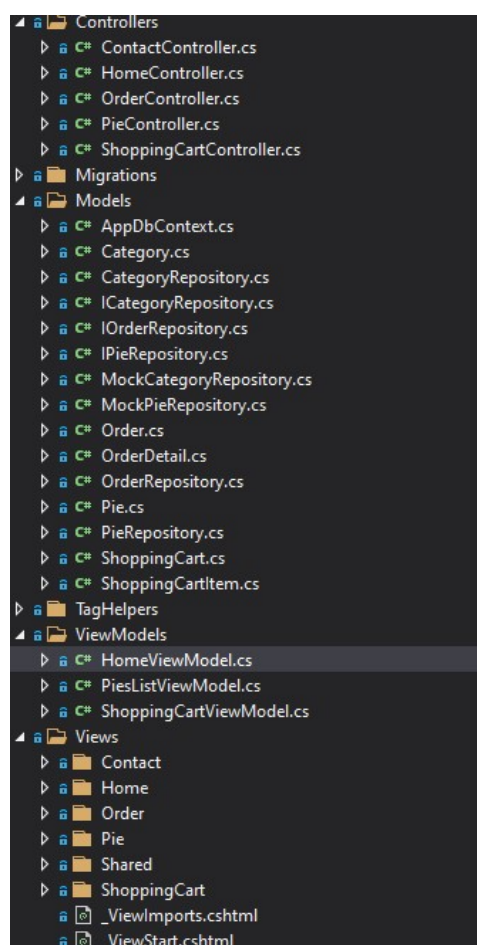 Controllers
C# ContactController.cs
C# HomeController.cs
C# OrderController.cs
C# PieController.cs
C# ShoppingCartController.cs
Migrations
Models
C# AppDbContext.cs
C# Category.cs
C# CategoryRepository.cs
C# ICategoryRepository.cs
C# IOrderRepository.cs
C# IPieRepository.cs
C# MockCategoryRepository.cs
C# MockPieRepository.cs
C# Order.cs
C# OrderDetail.cs
C# OrderRepository.cs
C# Pie.cs
C# PieRepository.cs
C# ShoppingCart.cs
C# ShoppingCartItem.cs
TagHelpers
ViewModels
C# HomeViewModel.cs
C# PiesListViewModel.cs
C# ShoppingCartViewModel.cs
Views
Contact
Home
Order
Pie
Shared
ShoppingCart
_ViewImports.cshtml
_ViewStart.cshtml